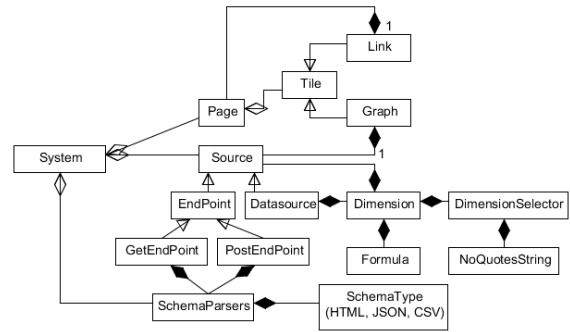 1
Link
Tile
Page
Graph
1
System
Source
EndPoint
Datasource
Dimension
DimensionSelector
GetEndPoint
PostEndPoint
Formula
NoQuotesString
SchemaParsers
SchemaType
(HTML, JSON, CSV)